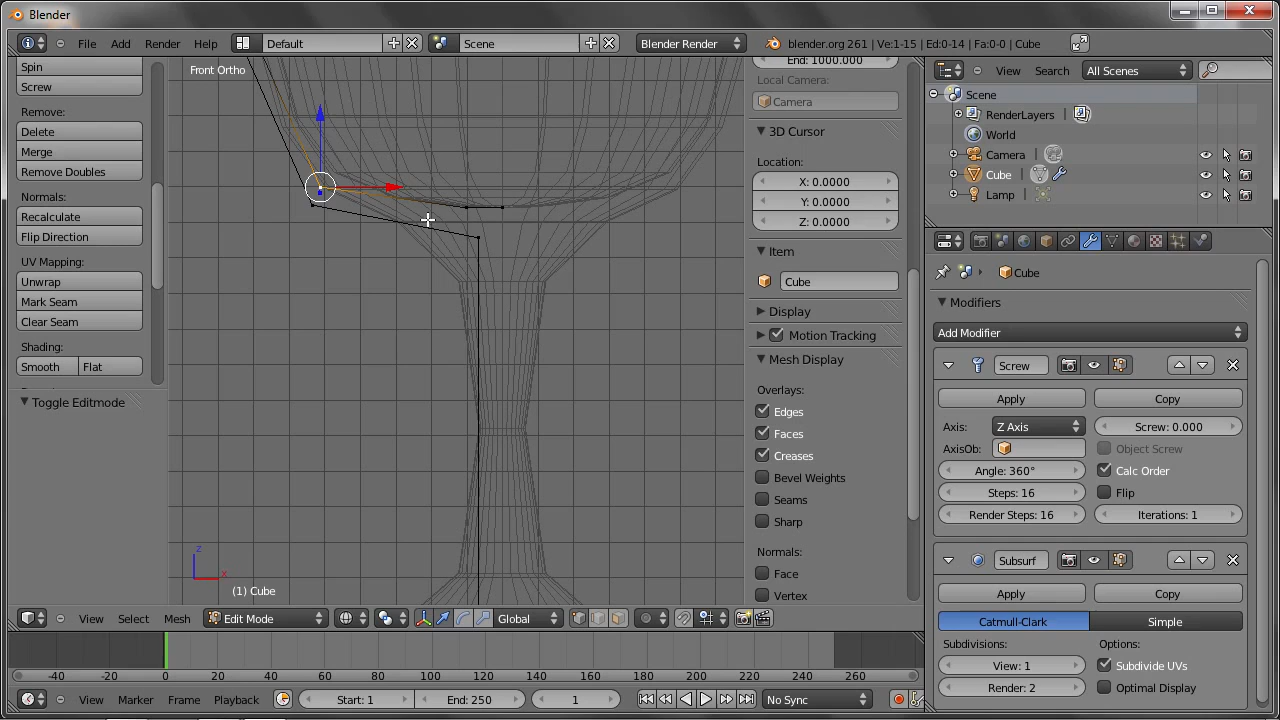 Blender
File Add Render Help Default Scene Blender Render blender.org 261 | Ve:1-15 | Ed:0-14 | Fa:0-0 | Cube
Spin
Screw
Remove:
Delete
Merge
Remove Doubles
Normals:
Recalculate
Flip Direction
UV Mapping:
Unwrap
Mark Seam
Clear Seam
Shading:
Smooth Flat
Toggle Editmode
Front Ortho
z
x
(1) Cube
End: 1000.000
Local Camera:
Camera
3D Cursor
Location:
X: 0.0000
Y: 0.0000
Z: 0.0000
Item
Cube
Display
Motion Tracking
Mesh Display
Overlays:
Edges
Faces
Creases
Bevel Weights
Seams
Sharp
Normals:
Face
Vertex
View Search All Scenes
Scene
RenderLayers
World
Camera
Cube
Lamp
Cube
Modifiers
Add Modifier
Screw
Apply Copy
Axis: Z Axis Screw: 0.000
AxisOb: Object Screw
Angle: 360° Calc Order
Steps: 16 Flip
Render Steps: 16 Iterations: 1
Subsurf
Apply Copy
Catmull-Clark Simple
Subdivisions: Options:
View: 1 Subdivide UVs
Render: 2 Optimal Display
View Select Mesh Edit Mode Global
-40 -20 0 20 40 60 80 100 120 140 160 180 200 220 240 260
View Marker Frame Playback Start: 1 End: 250 1 No Sync